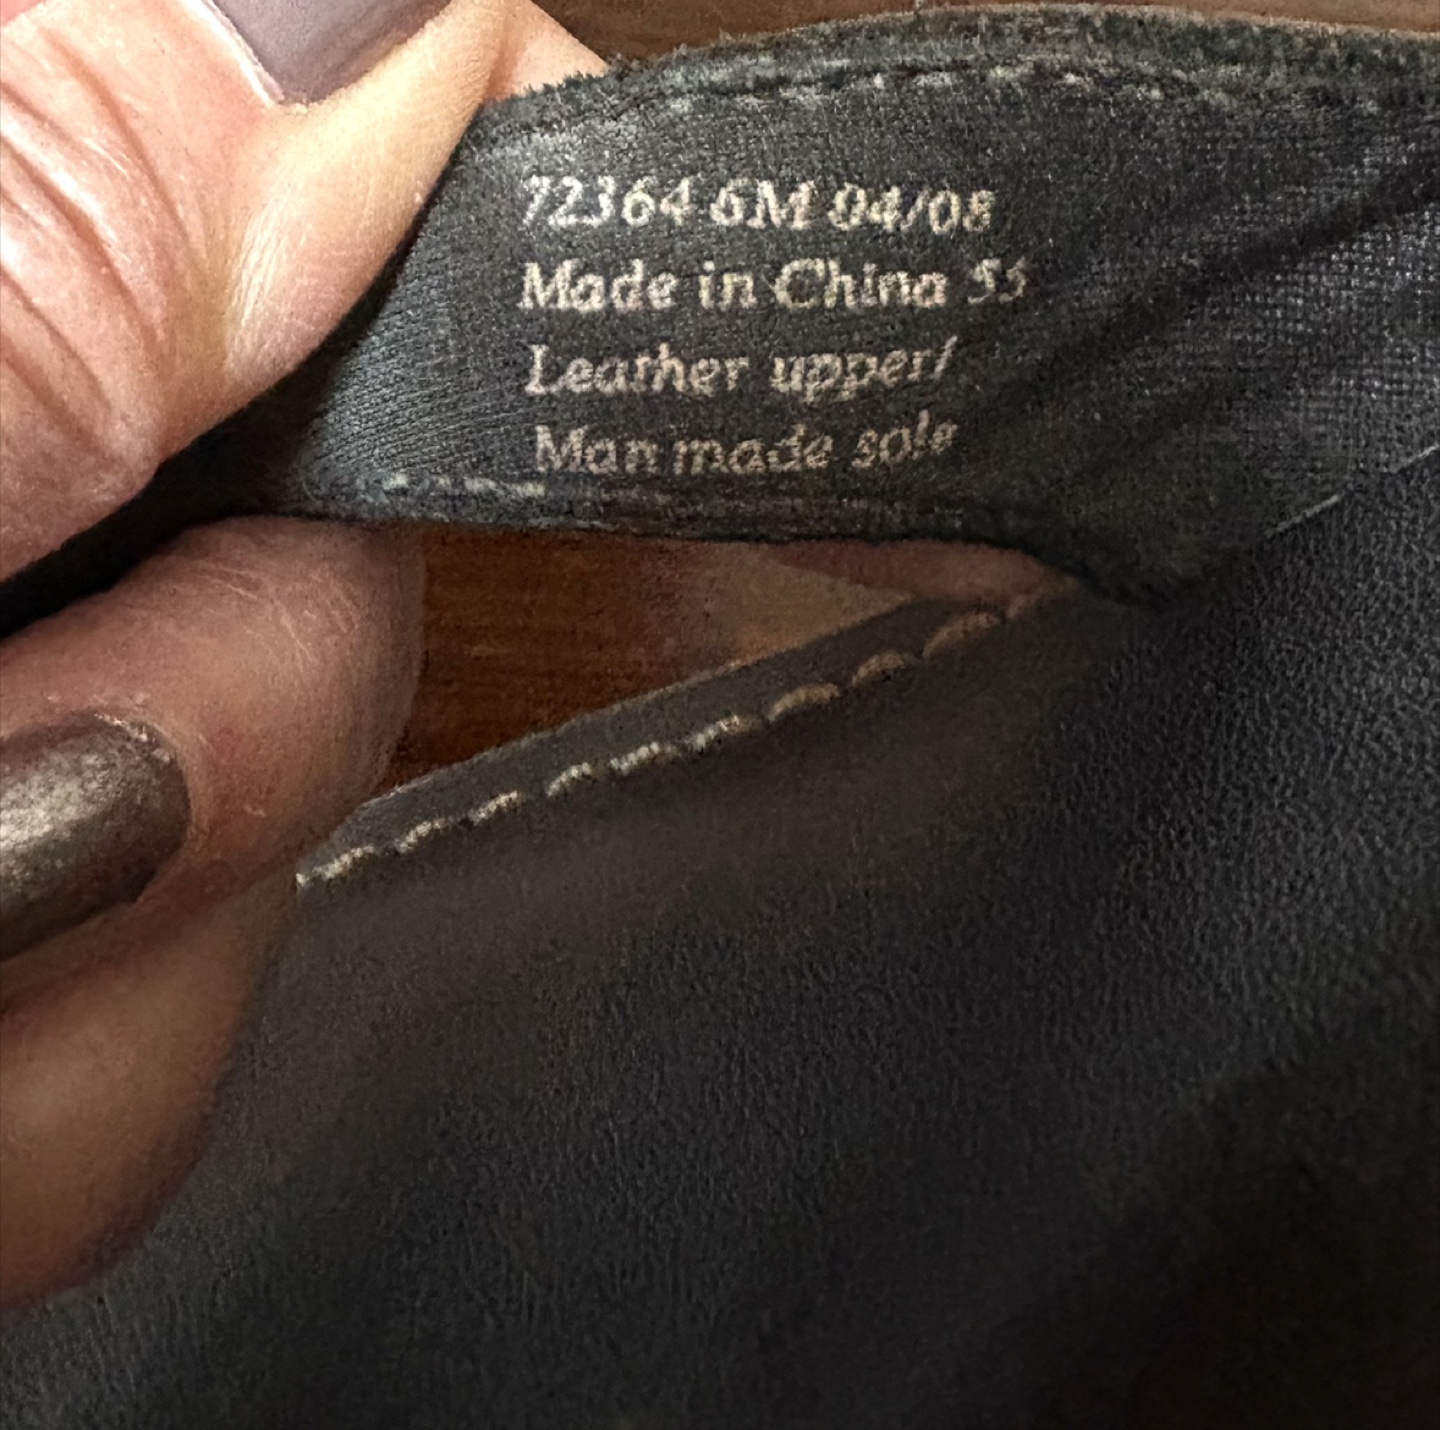 72364 6M 04/08
Made in China 55
Leather upper/
Man made sole